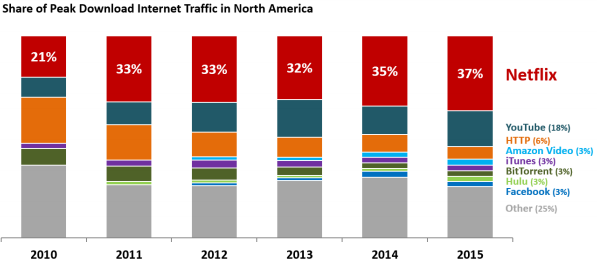 Share of Peak Download Internet Traffic in North America
21%
33%
33%
32%
35%
37%
Netflix
YouTube (18%)
HTTP (6%)
Amazon Video (3%)
iTunes (3%)
BitTorrent (3%)
Hulu (3%)
Facebook (3%)
Other (25%)
2010
2011
2012
2013
2014
2015